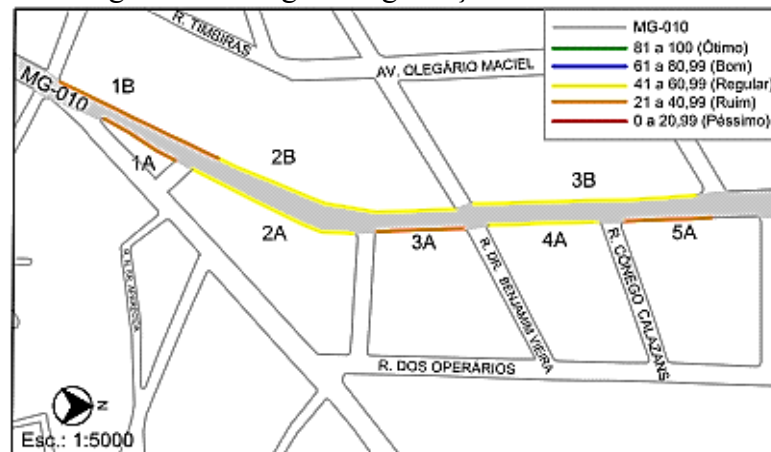 R. TIMBIRAS
AV. OLEGÁRIO MACIEL
MG-010
81 a 100 (Ótimo)
61 a 80,99 (Bom)
41 a 60,99 (Regular)
21 a 40,99 (Ruim)
0 a 20,99 (Péssimo)
MG-010
1B
2B
3B
1A
2A
3A
4A
5A
R. DR. BENJAMIM VIEIRA
R. CÔNEGO CALAZANS
R. DOS OPERÁRIOS
N
Esc.: 1:5000